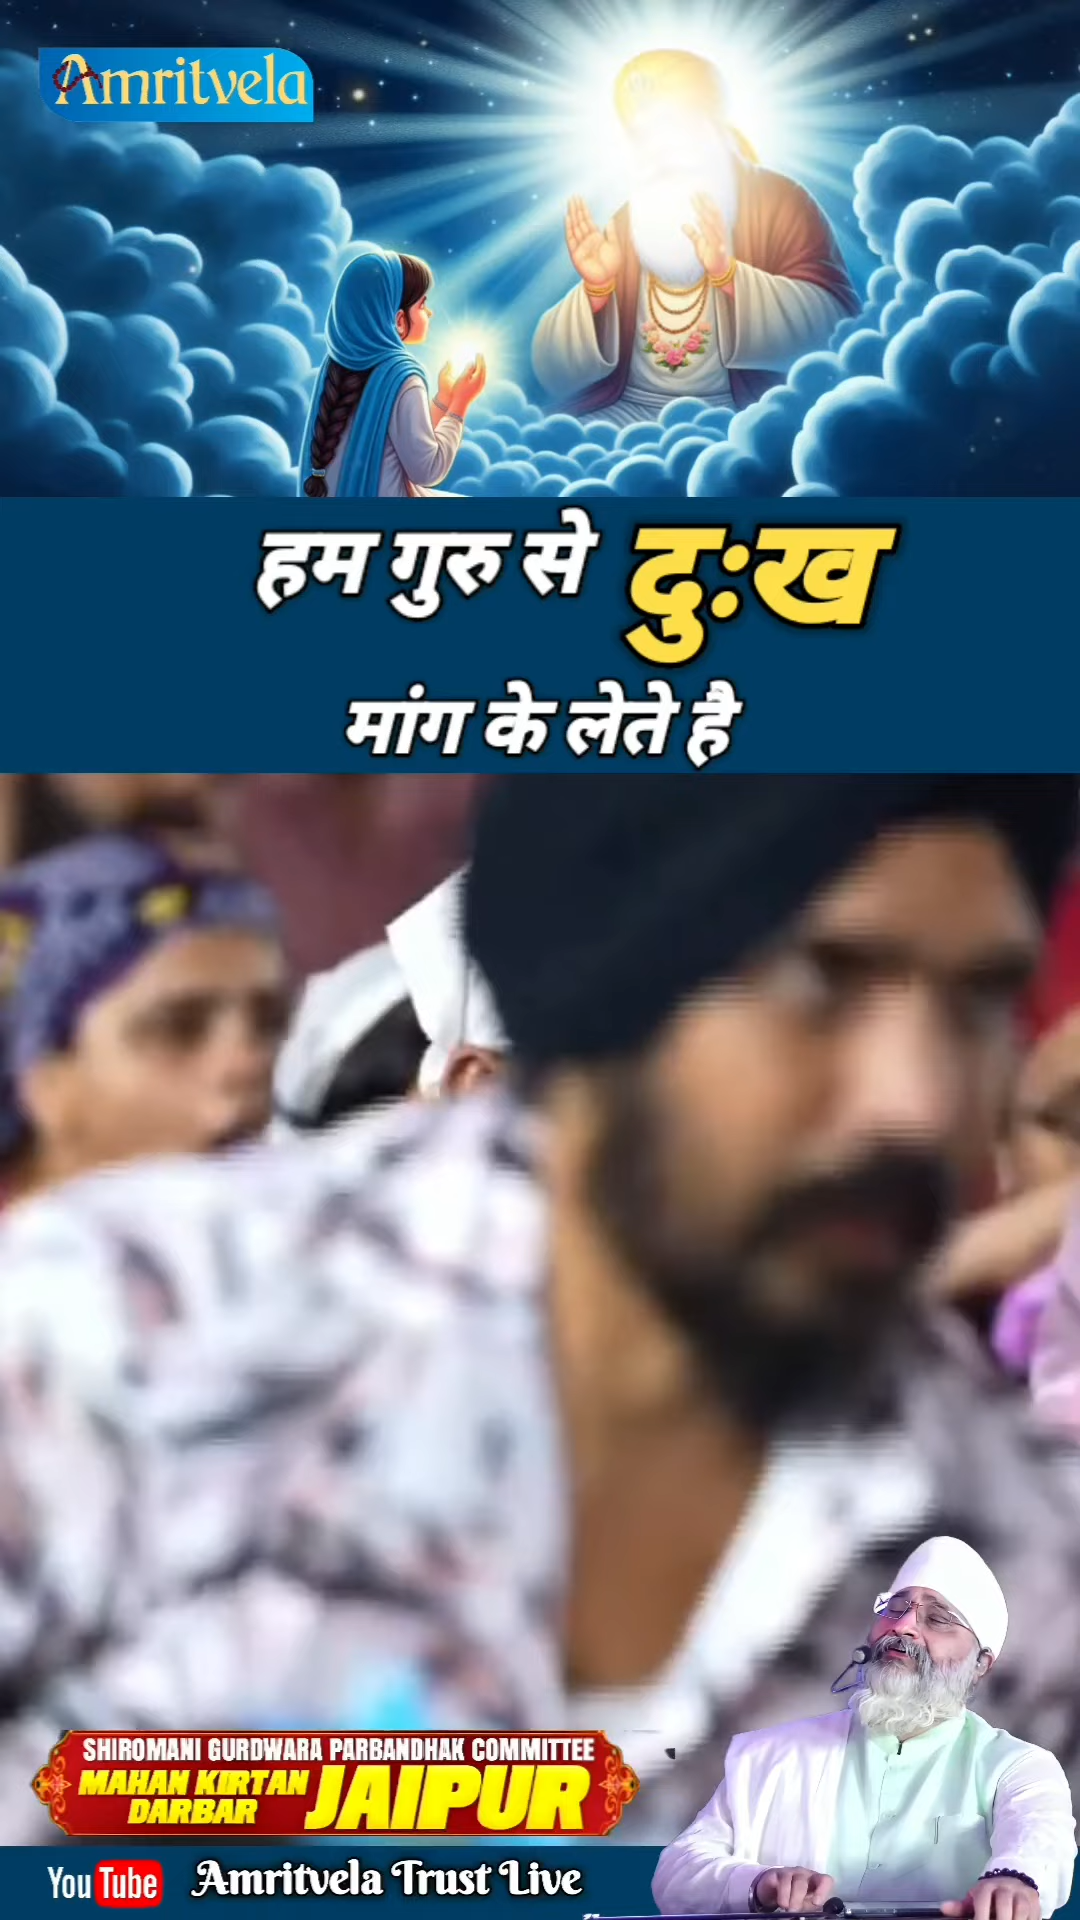 Amritvela
हम गुरु से दुःख
मांग के लेते है
SHIROMANI GURDWARA PARBANDHAK COMMITTEE
MAHAN KIRTAN
DARBAR
JAIPUR
YouTube Amritvela Trust Live